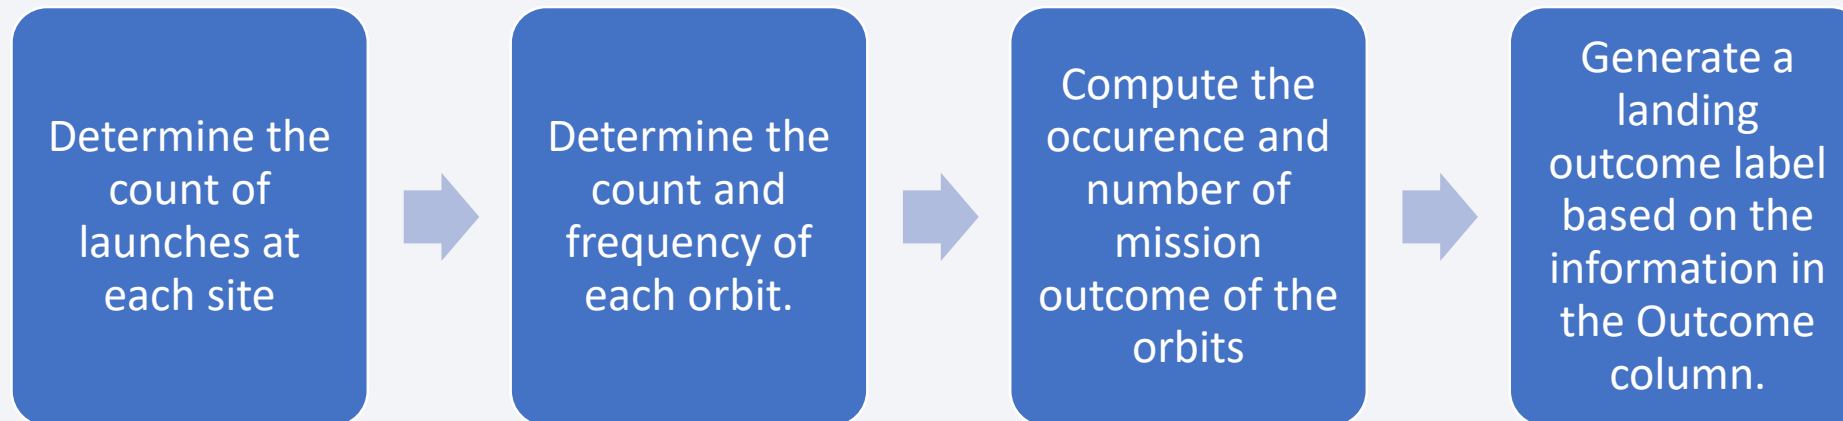 Determine the
count of
launches at
each site
Determine the
count and
frequency of
each orbit.
Compute the
occurence and
number of
mission
outcome of the
orbits
Generate a
landing
outcome label
based on the
information in
the Outcome
column.